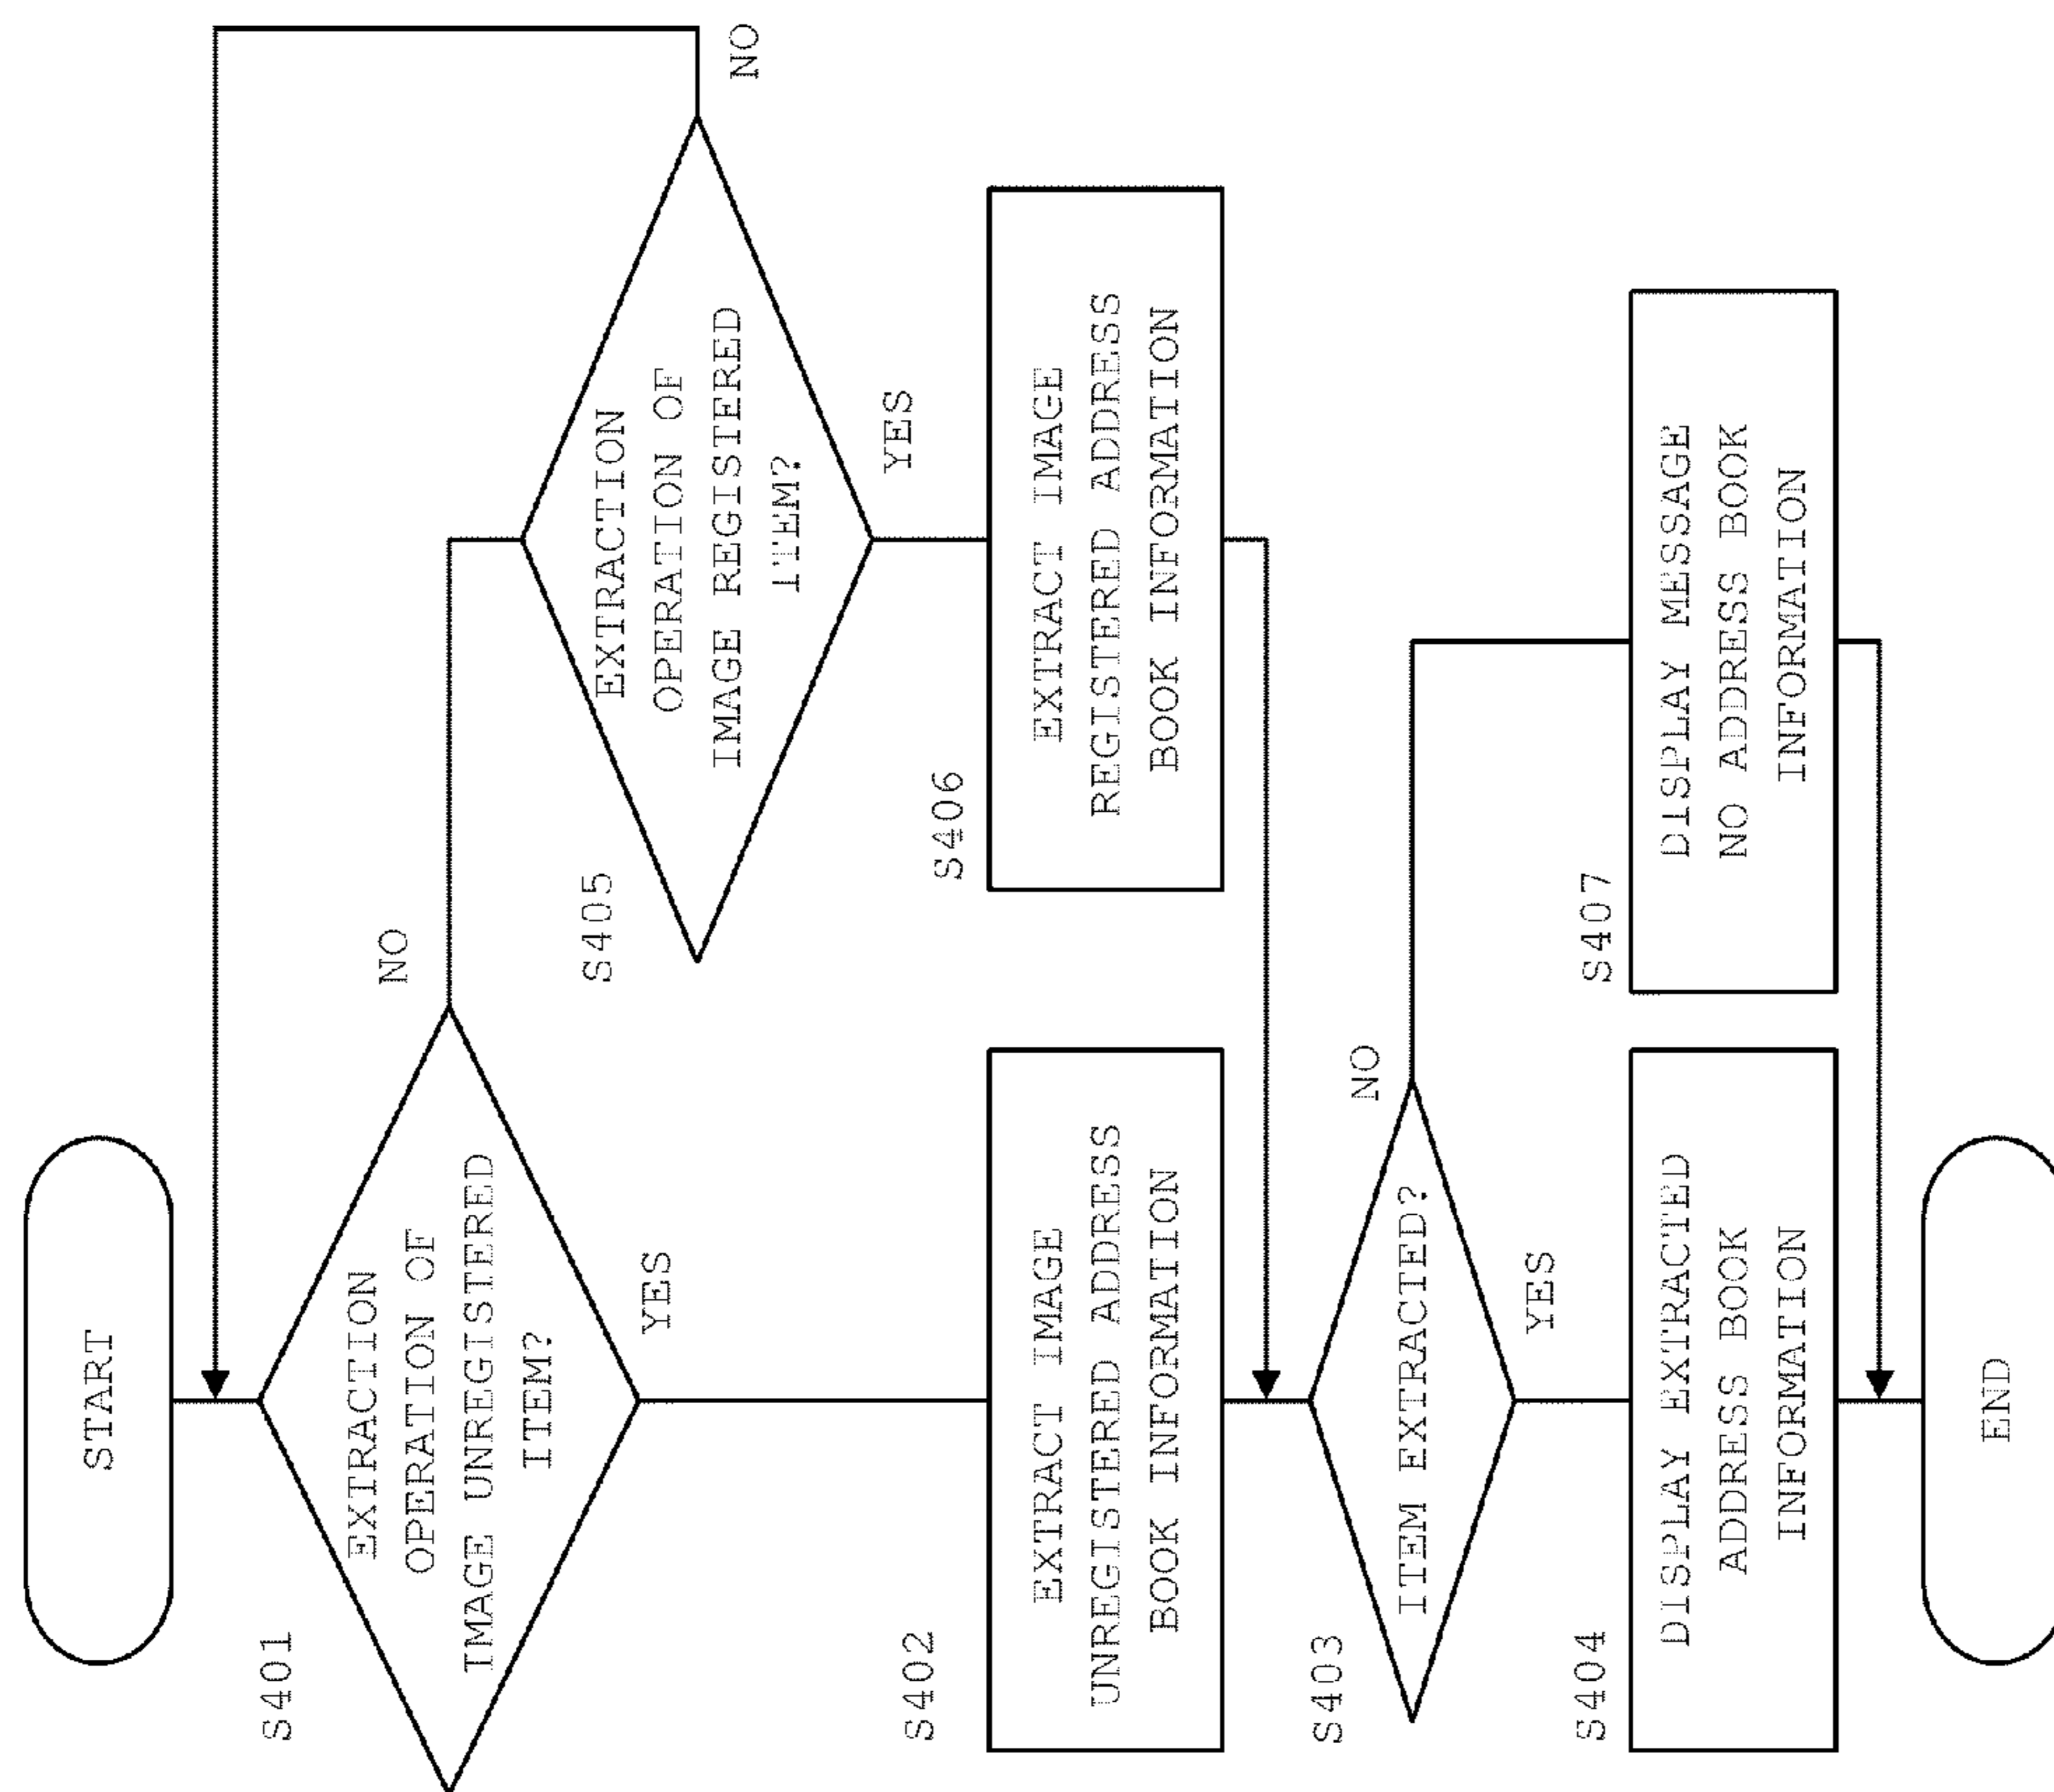 START
S401
EXTRACTION
OPERATION OF
IMAGE UNREGISTERED
ITEM?
NO
YES
S405
EXTRACTION
OPERATION OF
IMAGE REGISTERED
ITEM?
NO
YES
S402
EXTRACT IMAGE
UNREGISTERED ADDRESS
BOOK INFORMATION
S406
EXTRACT IMAGE
REGISTERED ADDRESS
BOOK INFORMATION
S403
ITEM EXTRACTED?
NO
YES
S404
DISPLAY EXTRACTED
ADDRESS BOOK
INFORMATION
S407
DISPLAY MESSAGE
NO ADDRESS BOOK
INFORMATION
END